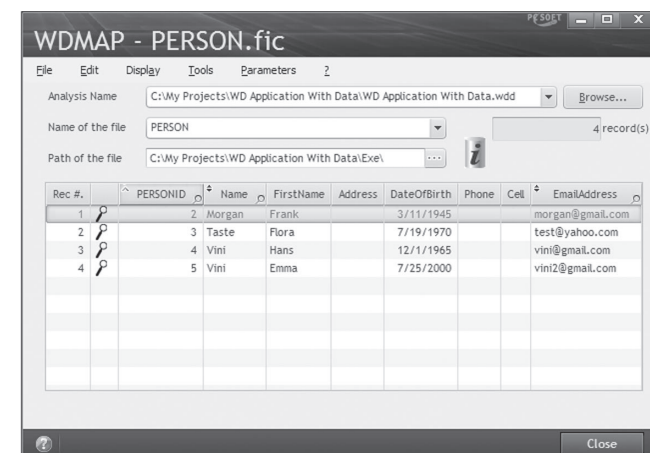 PCSOFT
WDMAP - PERSON.fic
File Edit Display Tools Parameters ?
Analysis Name C:\My Projects\WD Application With Data\WD Application With Data.wdd Browse...
Name of the file PERSON 4 record(s)
Path of the file C:\My Projects\WD Application With Data\Exe\ ... i
Rec #. PERSONID Name FirstName Address DateOfBirth Phone Cell EmailAddress
1 2 Morgan Frank 3/11/1945 morgan@gmail.com
2 3 Taste Flora 7/19/1970 test@yahoo.com
3 4 Vini Hans 12/1/1965 vini@gmail.com
4 5 Vini Emma 7/25/2000 vini2@gmail.com
? Close